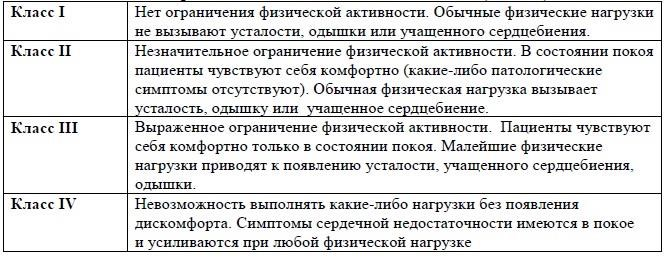 Класс I Нет ограничения физической активности. Обычные физические нагрузки
не вызывают усталости, одышки или учащенного сердцебиения.
Класс II Незначительное ограничение физической активности. В состоянии покоя
пациенты чувствуют себя комфортно (какие-либо патологические
симптомы отсутствуют). Обычная физическая нагрузка вызывает
усталость, одышку или учащенное сердцебиение.
Класс III Выраженное ограничение физической активности. Пациенты чувствуют
себя комфортно только в состоянии покоя. Малейшие физические
нагрузки приводят к появлению усталости, учащенного сердцебиения,
одышки.
Класс IV Невозможность выполнять какие-либо нагрузки без появления
дискомфорта. Симптомы сердечной недостаточности имеются в покое
и усиливаются при любой физической нагрузке